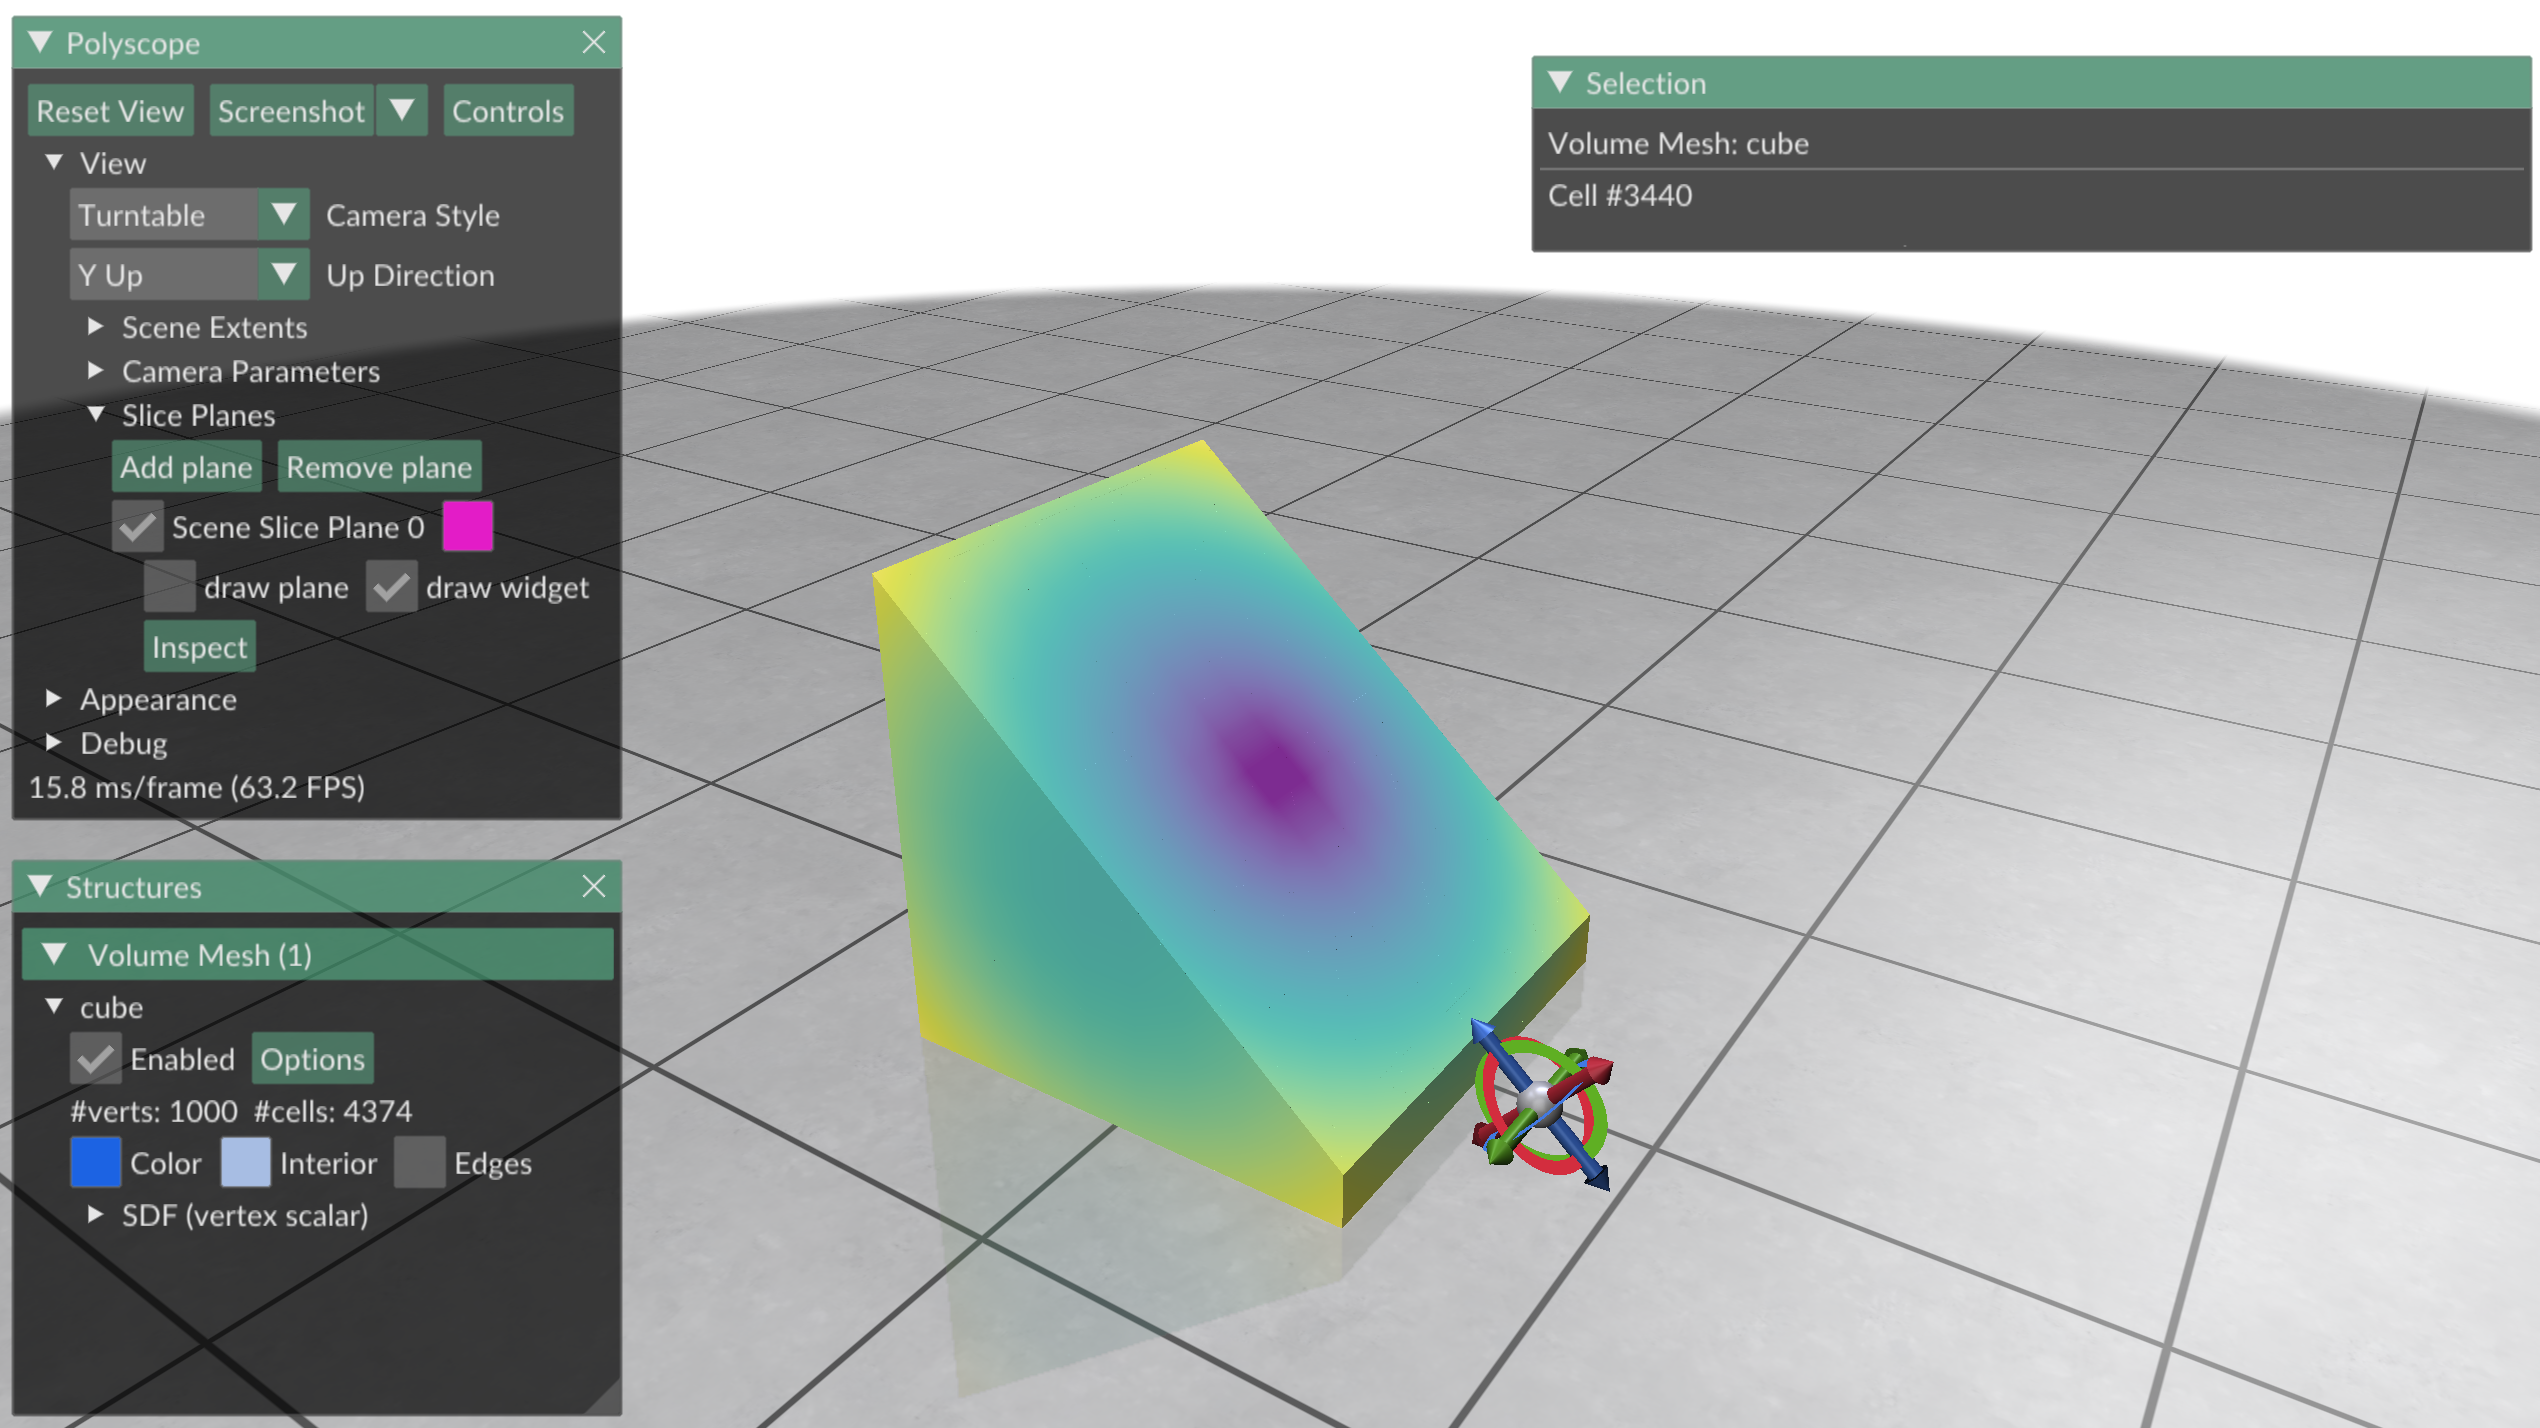 Polyscope
Reset View Screenshot Controls
View
Turntable Camera Style
Y Up Up Direction
Scene Extents
Camera Parameters
Slice Planes
Add plane Remove plane
Scene Slice Plane 0
draw plane draw widget
Inspect
Appearance
Debug
15.8 ms/frame (63.2 FPS)
Structures
Volume Mesh (1)
cube
Enabled Options
#verts: 1000 #cells: 4374
Color Interior Edges
SDF (vertex scalar)
Selection
Volume Mesh: cube
Cell #3440